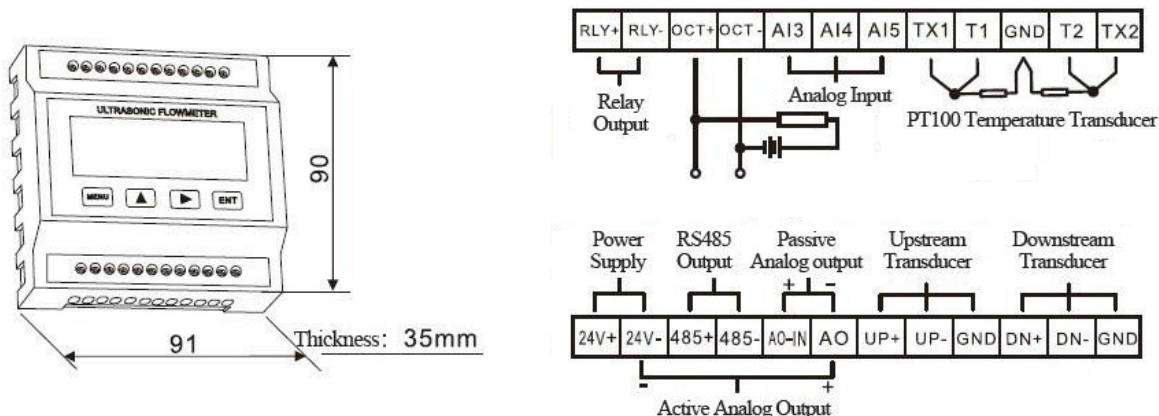 ULTRASONIC FLOWMETER
MENU ENT
90
91
Thickness: 35mm
RLY+ RLY- OCT+ OCT- AI3 AI4 AI5 TX1 T1 GND T2 TX2
Relay
Output
Analog Input
PT100 Temperature Transducer
Power
Supply
RS485
Output
Passive
Analog output
+ -
Upstream
Transducer
Downstream
Transducer
24V+ 24V- 485+ 485- AO-IN AO UP+ UP- GND DN+ DN- GND
- +
Active Analog Output